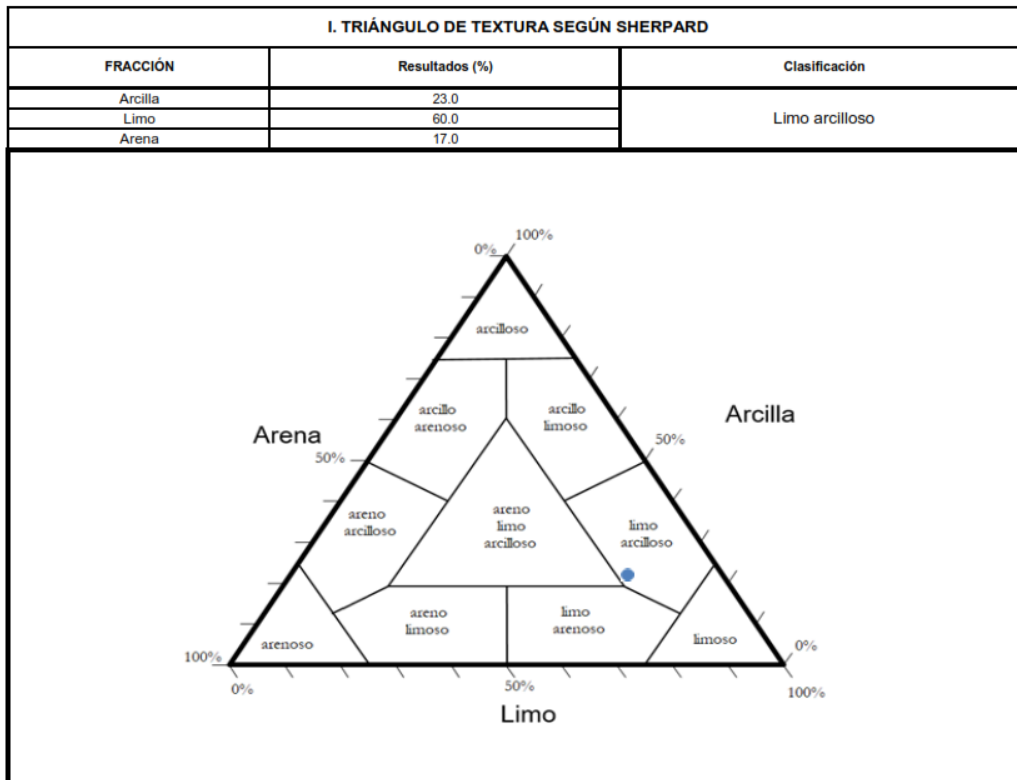 I. TRIÁNGULO DE TEXTURA SEGÚN SHERPARD
FRACCIÓN Resultados (%) Clasificación
Arcilla 23.0
Limo 60.0
Arena 17.0
Limo arcilloso
100%
0%
arcilloso
arcillo
arenoso
arcillo
limoso
Arena
Arcilla
50%
50%
areno
arcilloso
areno
limo
arcilloso
limo
arcilloso
arenoso
areno
limoso
limo
arenoso
limoso
100%
0%
0%
50%
100%
Limo